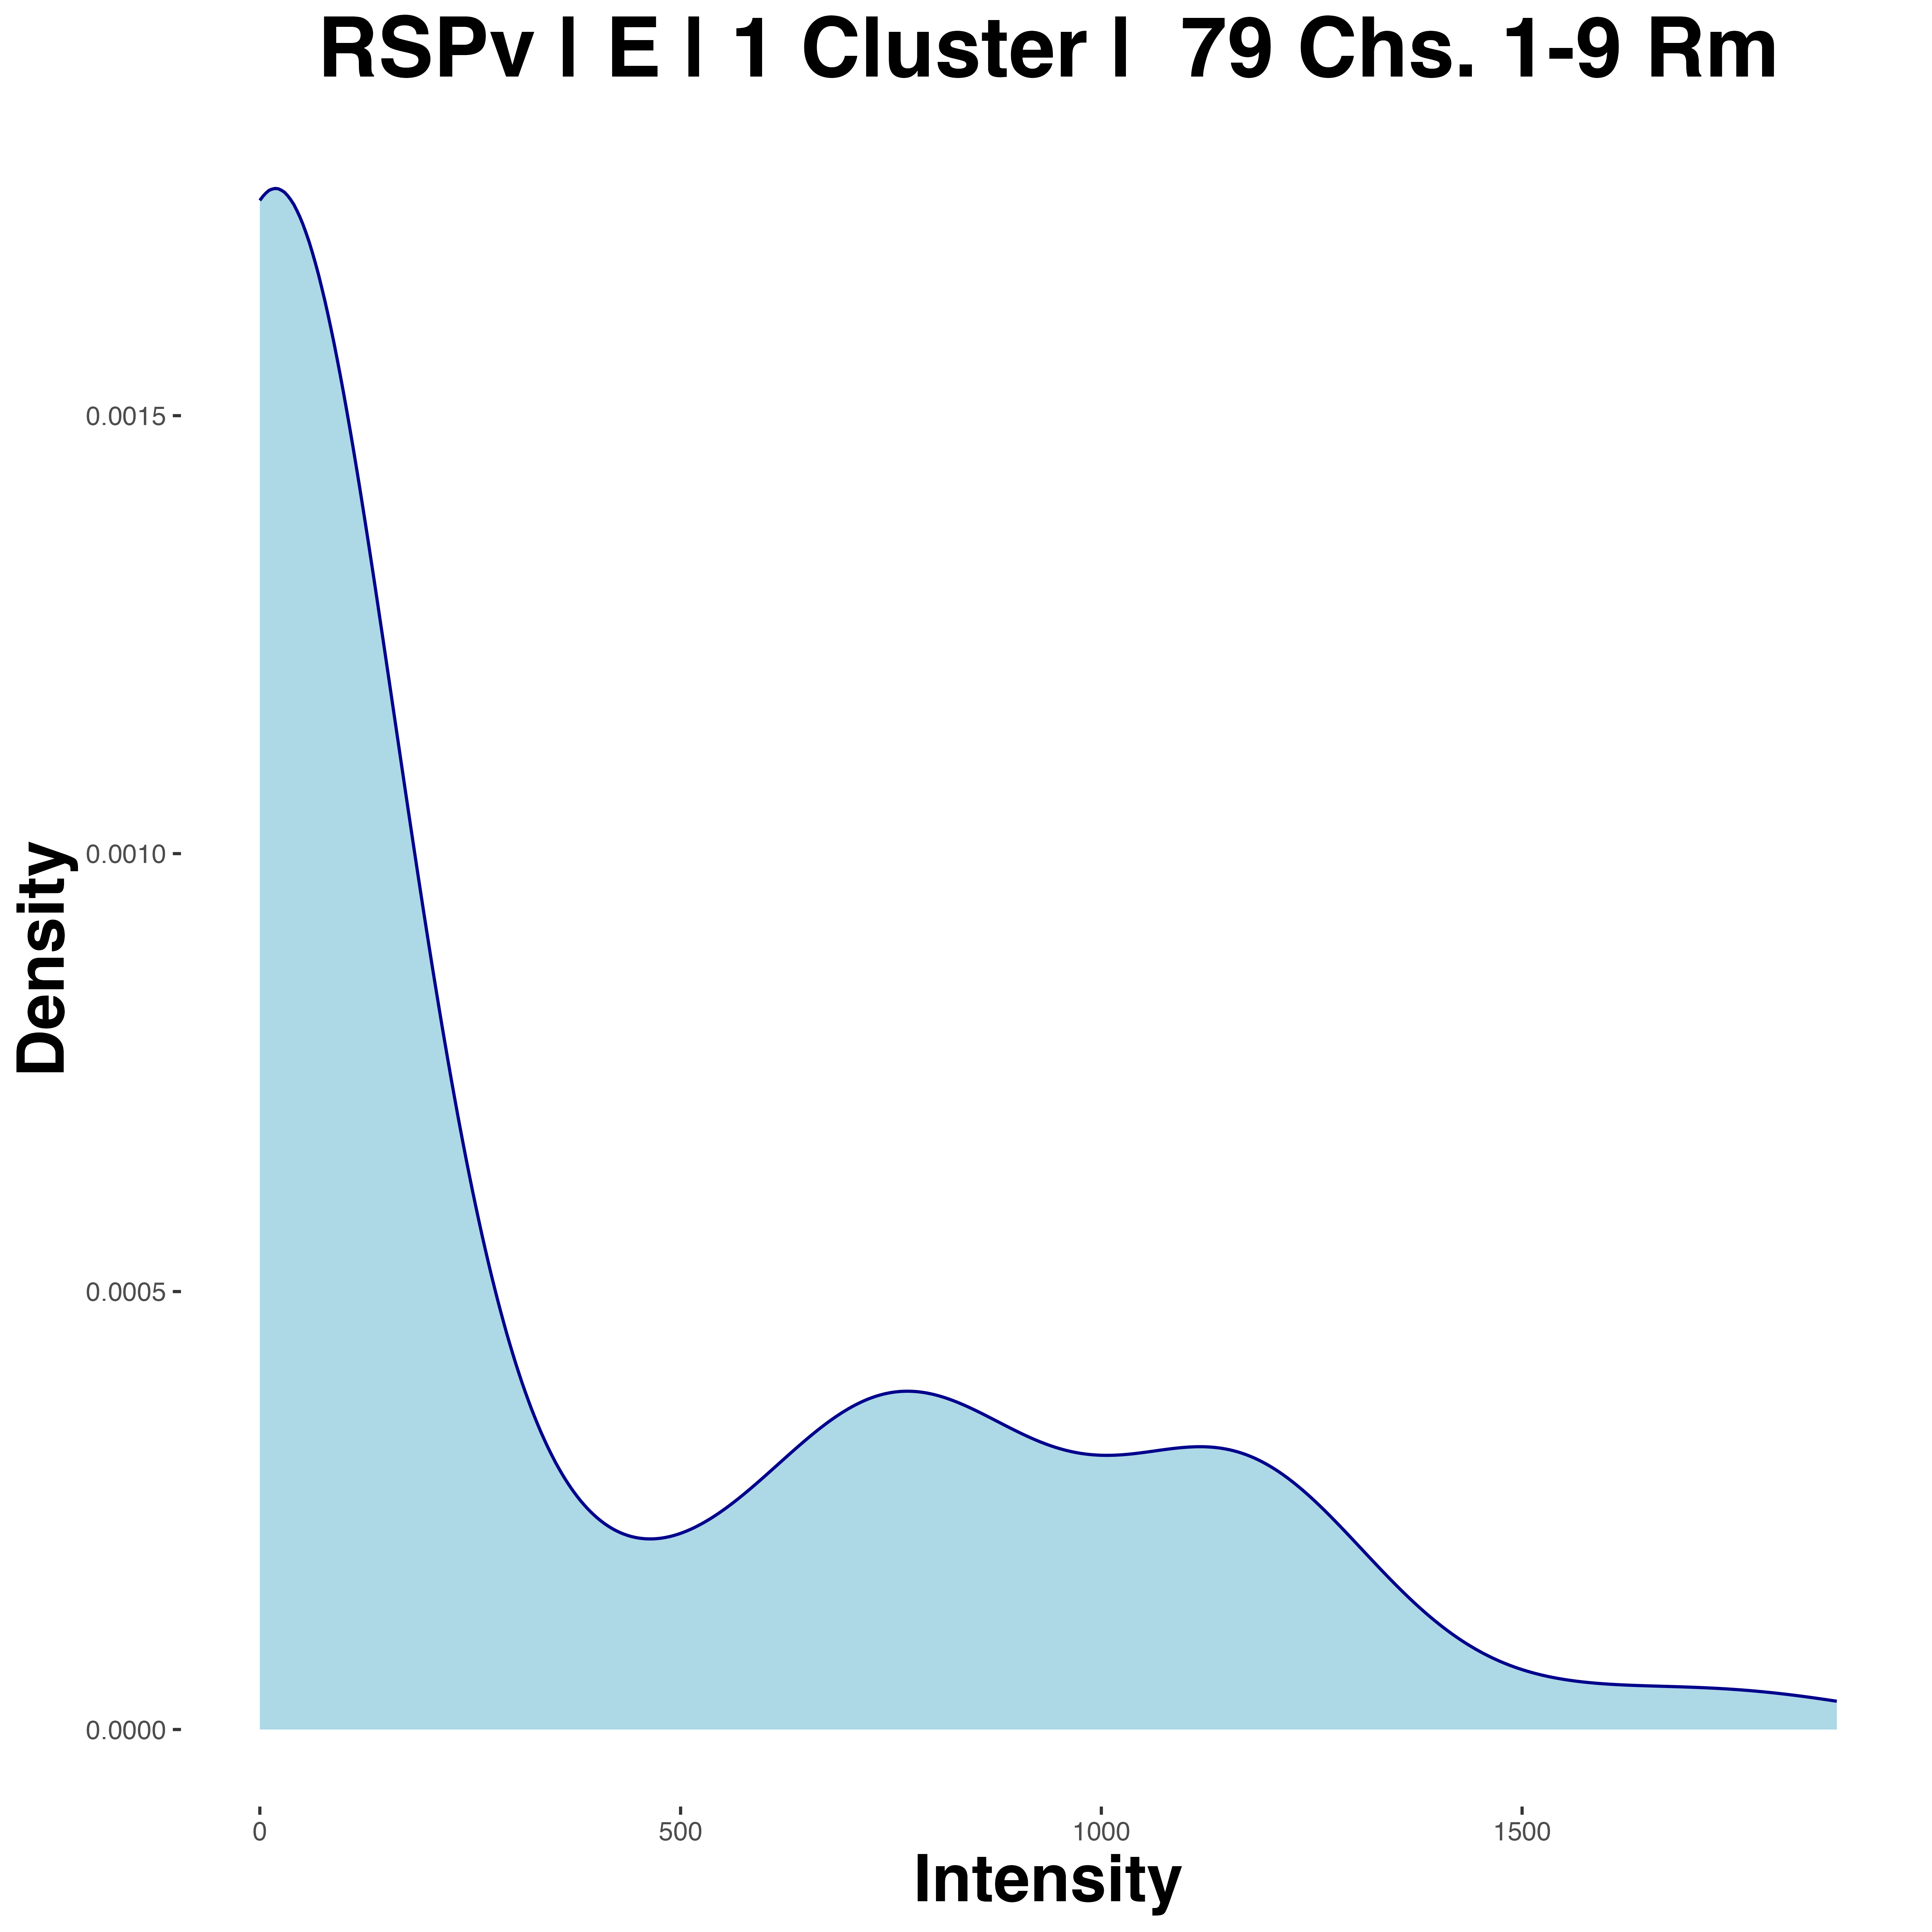 RSPv | E | 1 Cluster |  79 Chs. 1-9 Rm
Density
0.0015
0.0010
0.0005
0.0000
0 500 1000 1500
Intensity